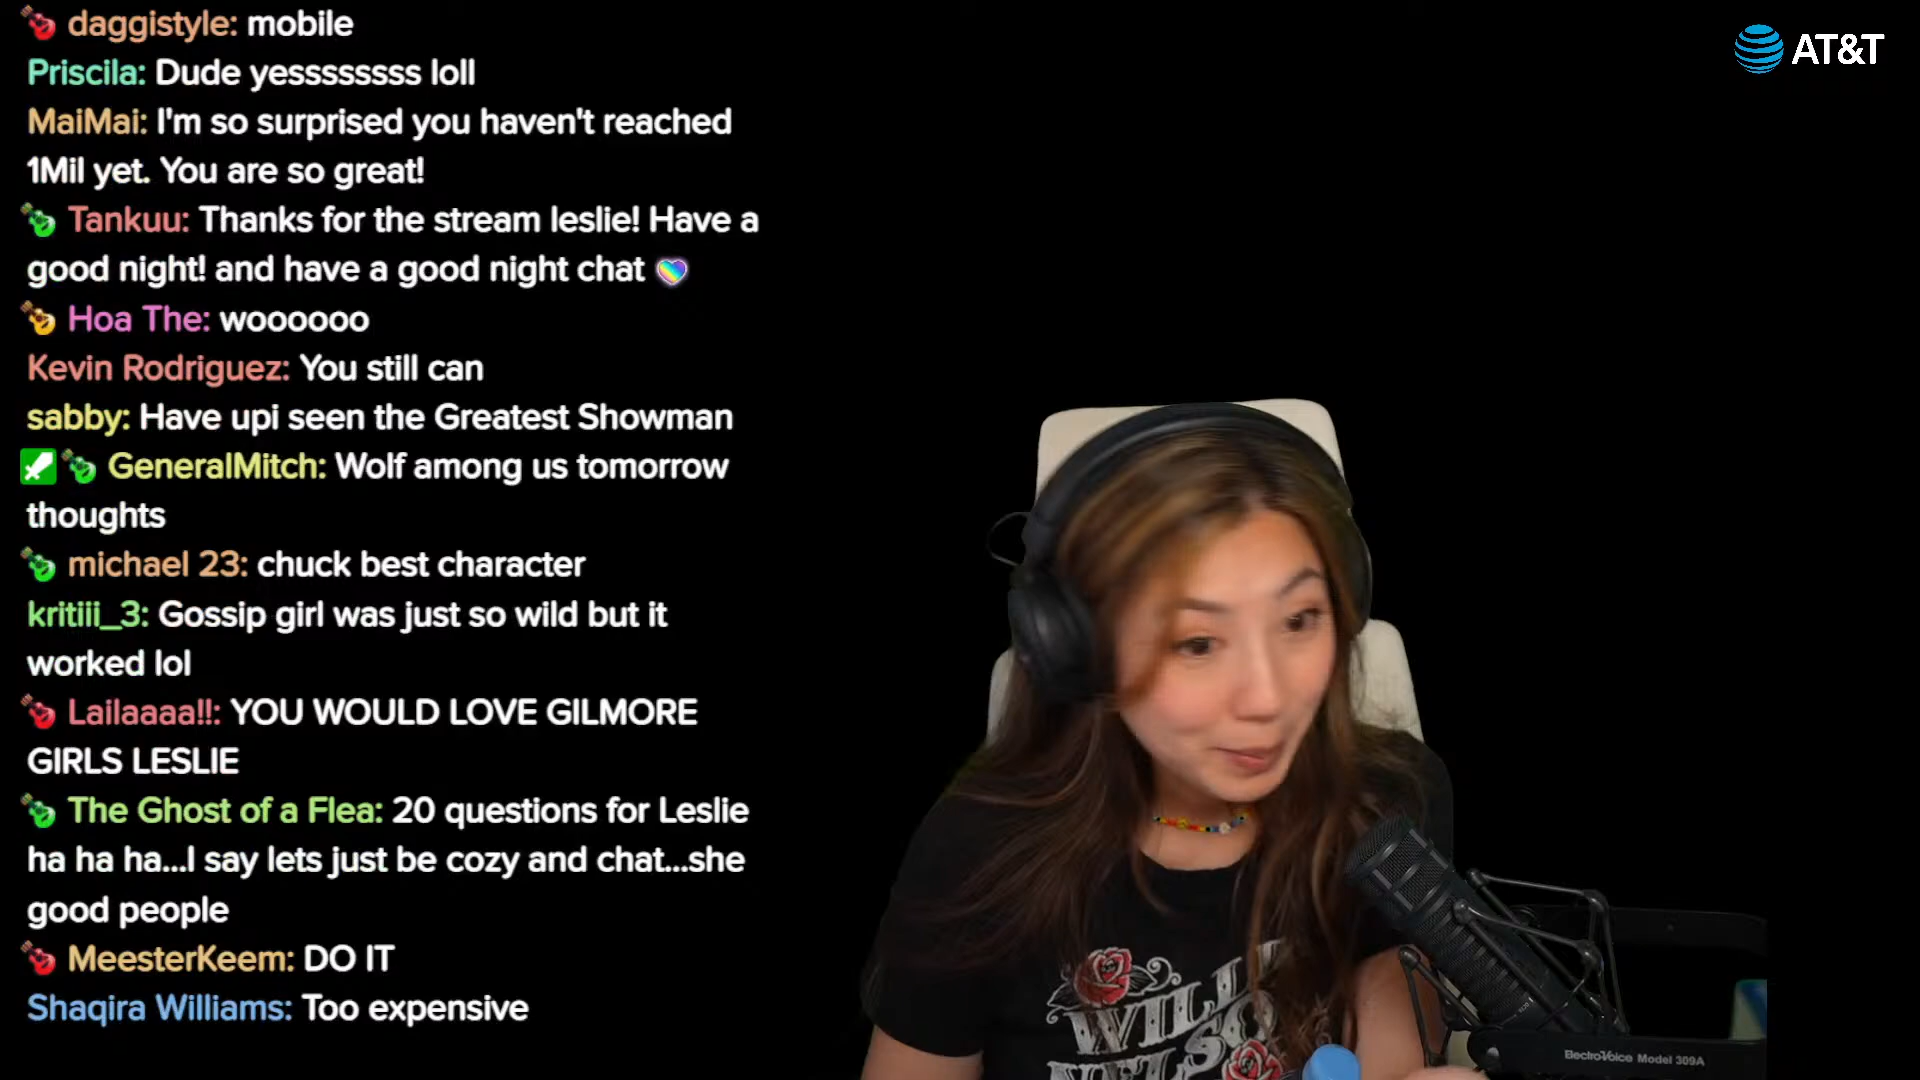 daggistyle: mobile
Priscila: Dude yessssssss loll
MaiMai: I'm so surprised you haven't reached
1Mil yet. You are so great!
Tankuu: Thanks for the stream leslie! Have a
good night! and have a good night chat
Hoa The: woooooo
Kevin Rodriguez: You still can
sabby: Have upi seen the Greatest Showman
GeneralMitch: Wolf among us tomorrow
thoughts
michael 23: chuck best character
kritiii_3: Gossip girl was just so wild but it
worked lol
Lailaaaa!!: YOU WOULD LOVE GILMORE
GIRLS LESLIE
The Ghost of a Flea: 20 questions for Leslie
ha ha ha...I say lets just be cozy and chat...she
good people
MeesterKeem: DO IT
Shaqira Williams: Too expensive
AT&T
WILLIE
NELSON
ElectroVoice Model 309A